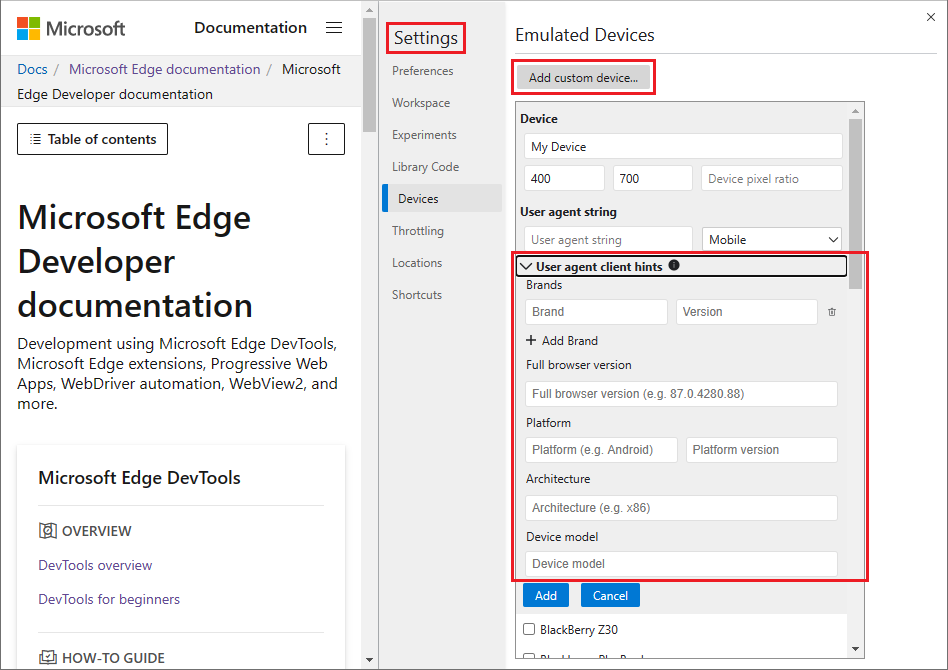 Microsoft
Documentation
Docs / Microsoft Edge documentation / Microsoft
Edge Developer documentation
Table of contents
Microsoft Edge
Developer
documentation
Development using Microsoft Edge DevTools,
Microsoft Edge extensions, Progressive Web
Apps, WebDriver automation, WebView2, and
more.
Microsoft Edge DevTools
OVERVIEW
DevTools overview
DevTools for beginners
HOW-TO GUIDE
Settings
Preferences
Workspace
Experiments
Library Code
Devices
Throttling
Locations
Shortcuts
Emulated Devices
Add custom device...
Device
My Device
400 700 Device pixel ratio
User agent string
User agent string Mobile
User agent client hints
Brands
Brand Version
+ Add Brand
Full browser version
Full browser version (e.g. 87.0.4280.88)
Platform
Platform (e.g. Android) Platform version
Architecture
Architecture (e.g. x86)
Device model
Device model
Add Cancel
BlackBerry Z30